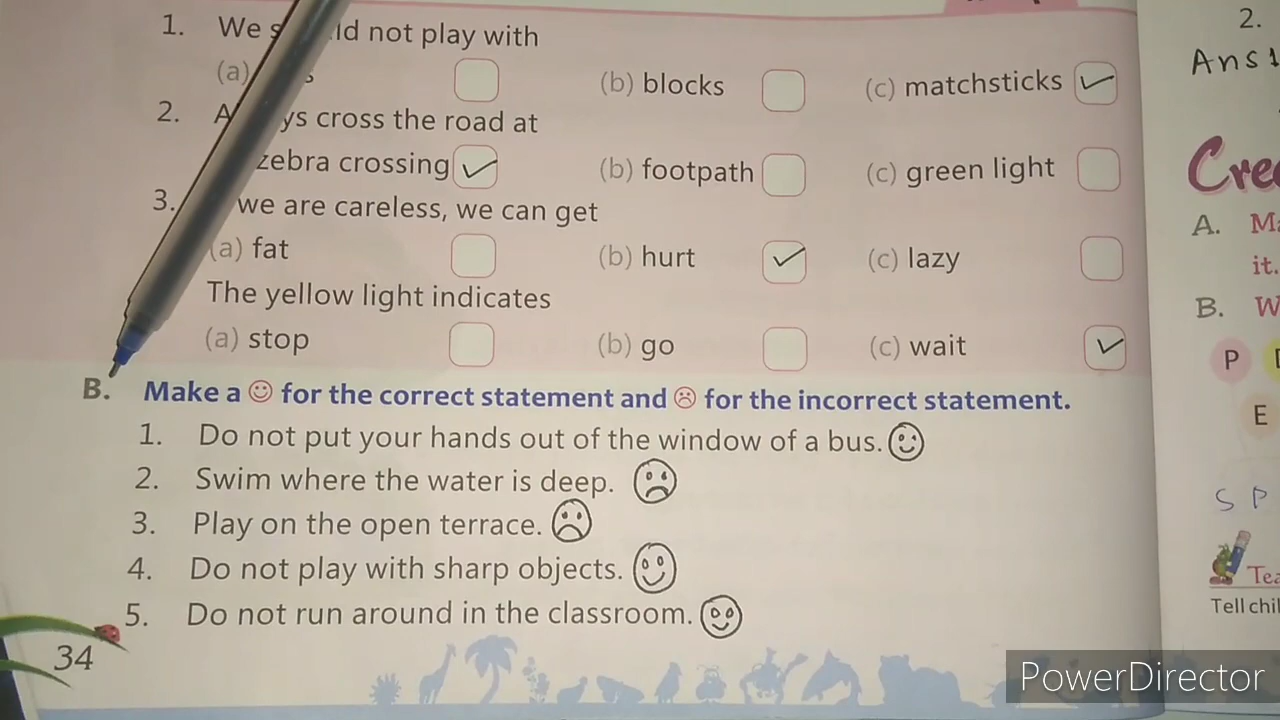 1. We ld not play with
(a) (b) blocks (c) matchsticks
2. ys cross the road at
zebra crossing (b) footpath (c) green light
3. we are careless, we can get
(a) fat (b) hurt (c) lazy
The yellow light indicates
(a) stop (b) go (c) wait
B. Make a for the correct statement and for the incorrect statement.
1. Do not put your hands out of the window of a bus.
2. Swim where the water is deep.
3. Play on the open terrace.
4. Do not play with sharp objects.
5. Do not run around in the classroom.
34
2.
Ans
Cre
A. Ma
it.
B. W
P
E
S P
Tea
Tell chil
PowerDirector